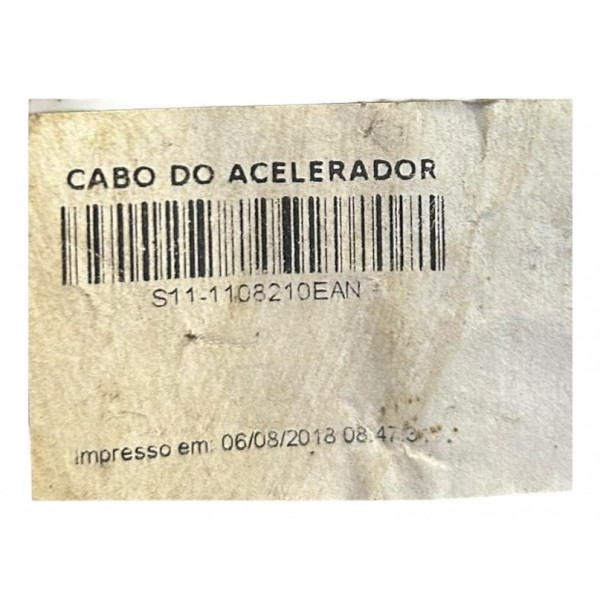 CABO DO ACELERADOR
S11-1108210EAN
Impresso em: 06/08/2018